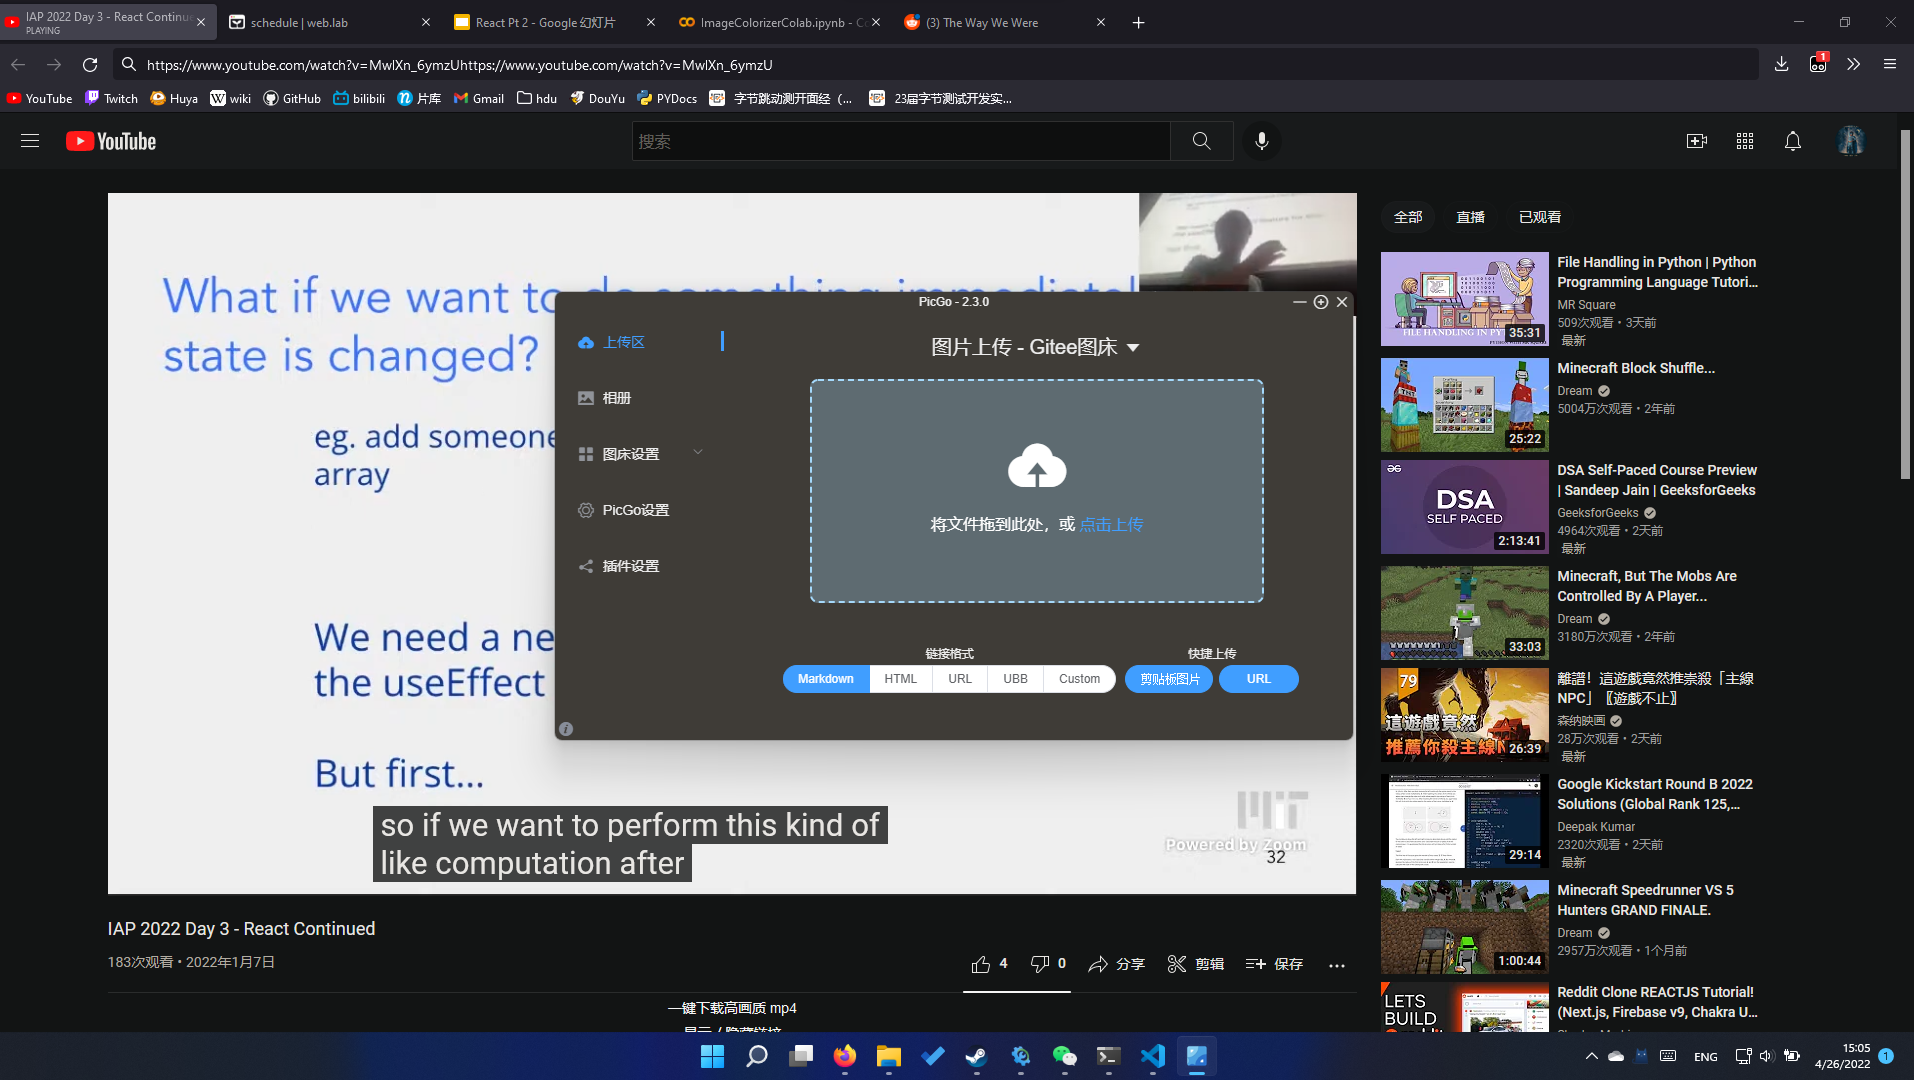 IAP 2022 Day 3 - React Continue
PLAYING
schedule | web.lab
React Pt 2 - Google 幻灯片
ImageColorizerColab.ipynb - Co
(3) The Way We Were
https://www.youtube.com/watch?v=MwlXn_6ymzUhttps://www.youtube.com/watch?v=MwlXn_6ymzU
1
YouTube
Twitch
Huya
wiki
GitHub
bilibili
片库
Gmail
hdu
DouYu
PYDocs
字节跳动测开面经（...
23届字节测试开发实...
YouTube
搜索
What if we want to do something immediatel
state is changed?
eg. add someone
array
We need a ne
the useEffect
But first...
so if we want to perform this kind of
like computation after
MIT
Powered by Zoom
32
PicGo - 2.3.0
上传区
相册
图床设置
PicGo设置
插件设置
图片上传 - Gitee图床
将文件拖到此处，或 点击上传
链接格式
快捷上传
Markdown
HTML
URL
UBB
Custom
剪贴板图片
URL
IAP 2022 Day 3 - React Continued
183次观看 • 2022年1月7日
4
0
分享
剪辑
保存
一键下载高画质 mp4
显示 / 隐藏链接
全部
直播
已观看
FILE HANDLING IN PYTHON
35:31
File Handling in Python | Python
Programming Language Tutori...
MR Square
509次观看 • 3天前
最新
TNT
25:22
Minecraft Block Shuffle...
Dream
5004万次观看 • 2年前
DSA
SELF PACED
2:13:41
DSA Self-Paced Course Preview
| Sandeep Jain | GeeksforGeeks
GeeksforGeeks
4964次观看 • 2天前
最新
33:03
Minecraft, But The Mobs Are
Controlled By A Player...
Dream
3180万次观看 • 2年前
79
這遊戲竟然
推薦你殺主線N
26:39
離譜！這遊戲竟然推崇殺「主線
NPC」〖遊戲不止〗
森纳映画
28万次观看 • 2天前
最新
29:14
Google Kickstart Round B 2022
Solutions (Global Rank 125,...
Deepak Kumar
2320次观看 • 2天前
最新
1:00:44
Minecraft Speedrunner VS 5
Hunters GRAND FINALE.
Dream
2957万次观看 • 1个月前
LETS
BUILD
Reddit Clone REACTJS Tutorial!
(Next.js, Firebase v9, Chakra U...
ENG
15:05
4/26/2022
1